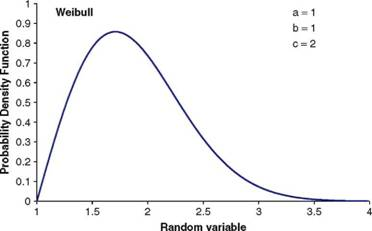 Weibull
a = 1
b = 1
c = 2
Probability Density Function
1
0.9
0.8
0.7
0.6
0.5
0.4
0.3
0.2
0.1
0
1 1.5 2 2.5 3 3.5 4
Random variable